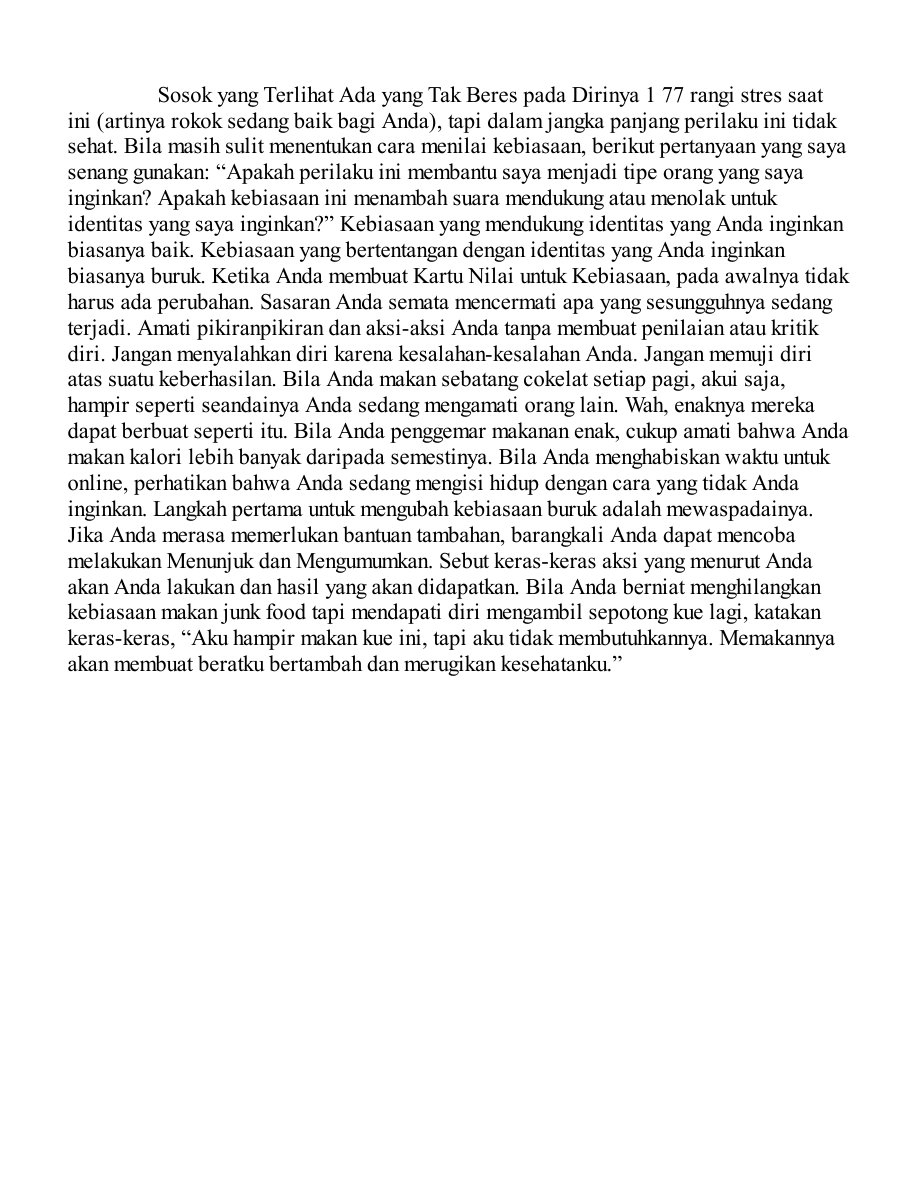 Sosok yang Terlihat Ada yang Tak Beres pada Dirinya 1 77 rangi stres saat
ini (artinya rokok sedang baik bagi Anda), tapi dalam jangka panjang perilaku ini tidak
sehat. Bila masih sulit menentukan cara menilai kebiasaan, berikut pertanyaan yang saya
senang gunakan: “Apakah perilaku ini membantu saya menjadi tipe orang yang saya
inginkan? Apakah kebiasaan ini menambah suara mendukung atau menolak untuk
identitas yang saya inginkan?” Kebiasaan yang mendukung identitas yang Anda inginkan
biasanya baik. Kebiasaan yang bertentangan dengan identitas yang Anda inginkan
biasanya buruk. Ketika Anda membuat Kartu Nilai untuk Kebiasaan, pada awalnya tidak
harus ada perubahan. Sasaran Anda semata mencermati apa yang sesungguhnya sedang
terjadi. Amati pikiranpikiran dan aksi-aksi Anda tanpa membuat penilaian atau kritik
diri. Jangan menyalahkan diri karena kesalahan-kesalahan Anda. Jangan memuji diri
atas suatu keberhasilan. Bila Anda makan sebatang cokelat setiap pagi, akui saja,
hampir seperti seandainya Anda sedang mengamati orang lain. Wah, enaknya mereka
dapat berbuat seperti itu. Bila Anda penggemar makanan enak, cukup amati bahwa Anda
makan kalori lebih banyak daripada semestinya. Bila Anda menghabiskan waktu untuk
online, perhatikan bahwa Anda sedang mengisi hidup dengan cara yang tidak Anda
inginkan. Langkah pertama untuk mengubah kebiasaan buruk adalah mewaspadainya.
Jika Anda merasa memerlukan bantuan tambahan, barangkali Anda dapat mencoba
melakukan Menunjuk dan Mengumumkan. Sebut keras-keras aksi yang menurut Anda
akan Anda lakukan dan hasil yang akan didapatkan. Bila Anda berniat menghilangkan
kebiasaan makan junk food tapi mendapati diri mengambil sepotong kue lagi, katakan
keras-keras, “Aku hampir makan kue ini, tapi aku tidak membutuhkannya. Memakannya
akan membuat beratku bertambah dan merugikan kesehatanku.”